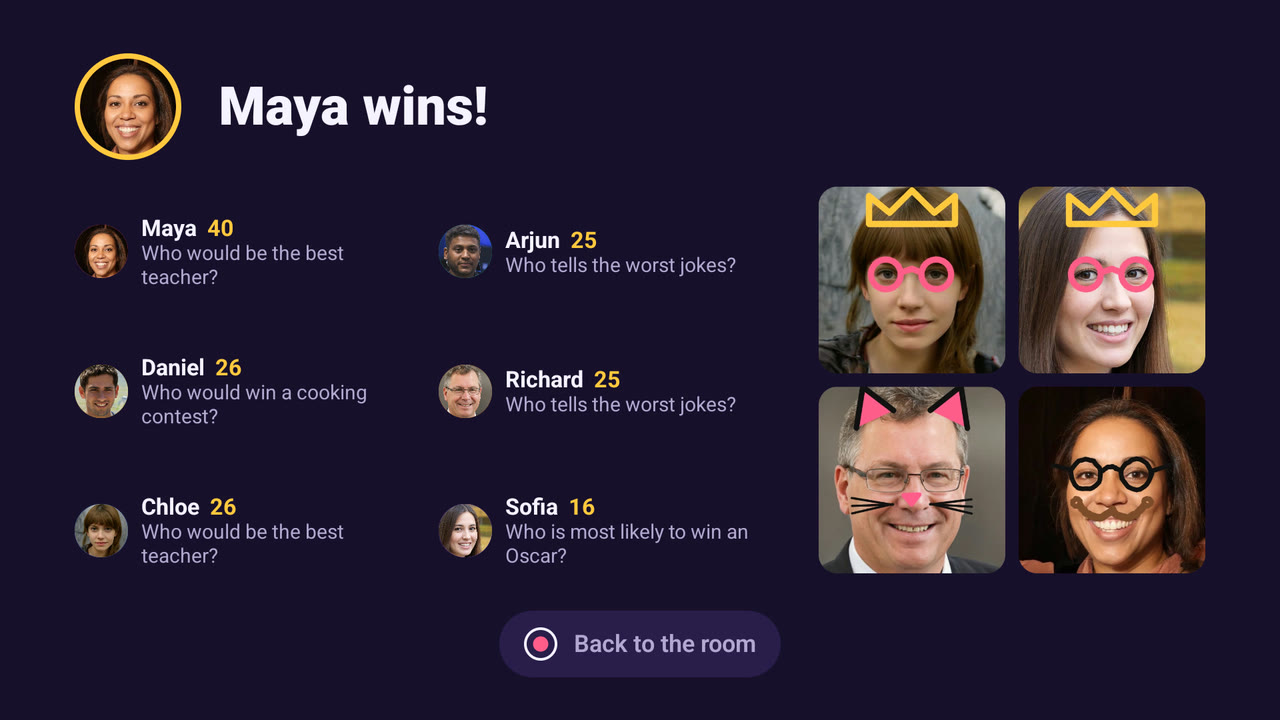 Maya wins!
Maya 40
Who would be the best
teacher?
Daniel 26
Who would win a cooking
contest?
Chloe 26
Who would be the best
teacher?
Arjun 25
Who tells the worst jokes?
Richard 25
Who tells the worst jokes?
Sofia 16
Who is most likely to win an
Oscar?
Back to the room